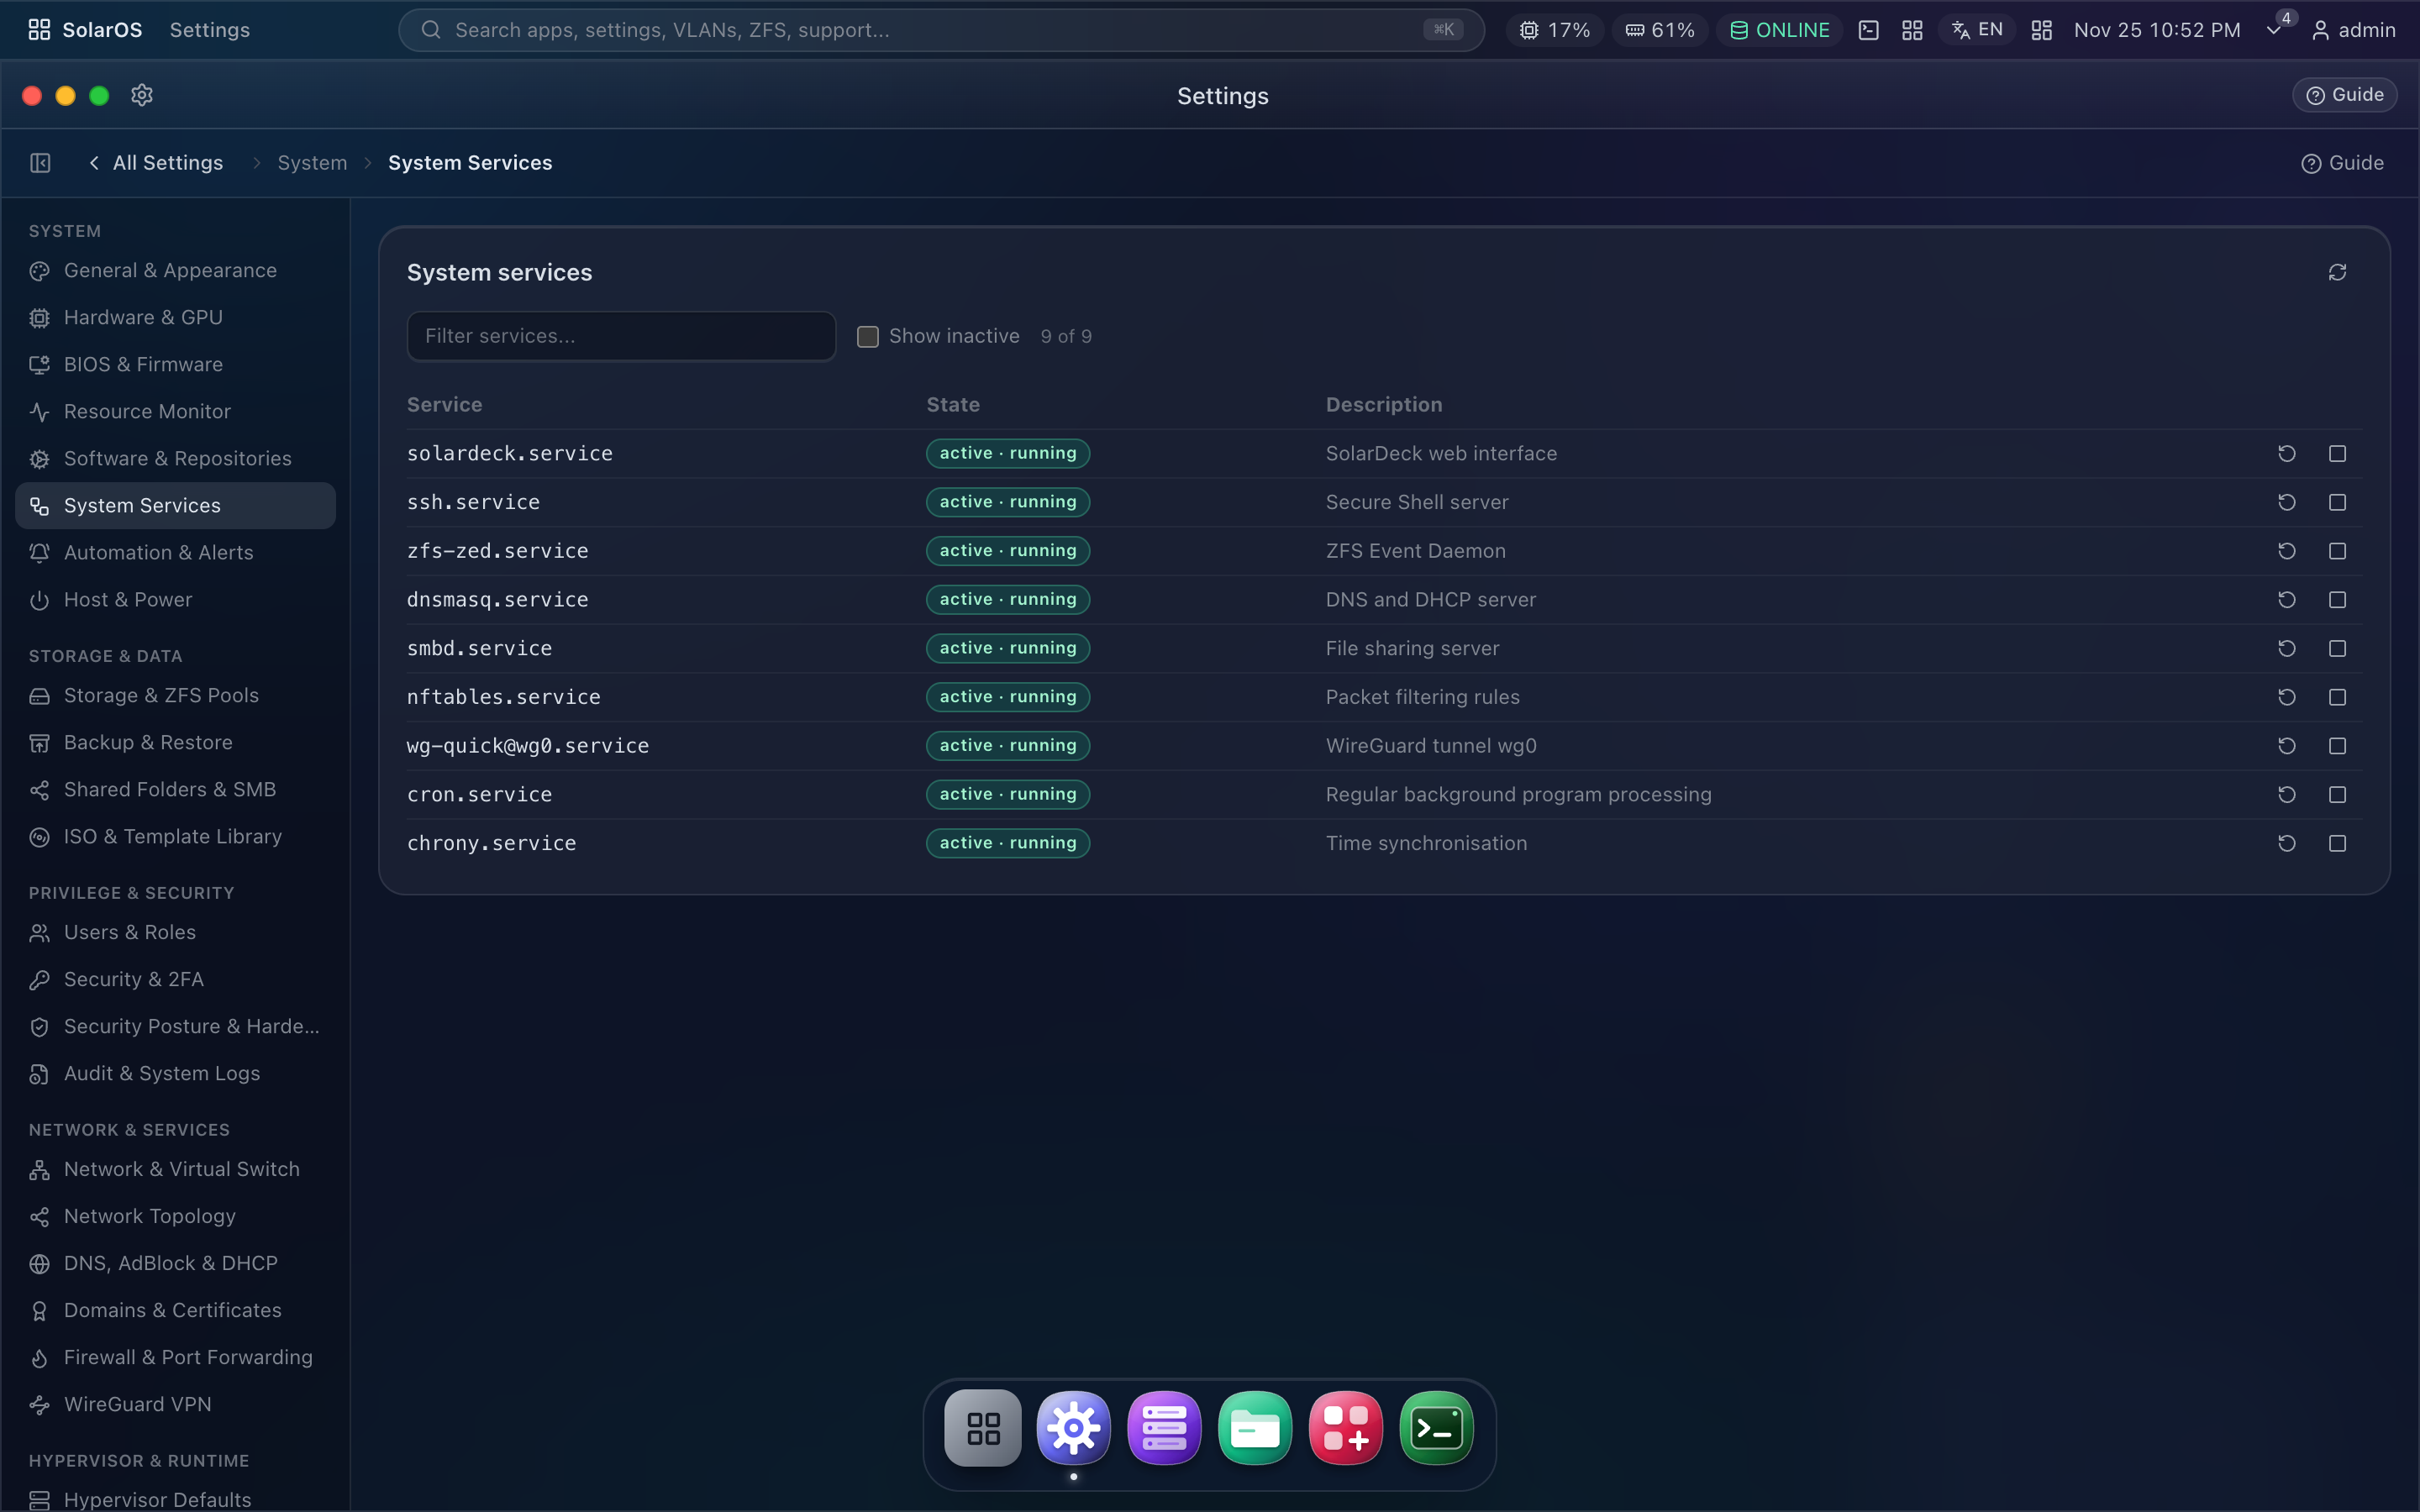 SolarOS Settings Search apps, settings, VLANs, ZFS, support... ⌘K 17% 61% ONLINE EN Nov 25 10:52 PM 4 admin
Settings
Guide
All Settings System System Services
Guide
SYSTEM
General & Appearance
Hardware & GPU
BIOS & Firmware
Resource Monitor
Software & Repositories
System Services
Automation & Alerts
Host & Power
STORAGE & DATA
Storage & ZFS Pools
Backup & Restore
Shared Folders & SMB
ISO & Template Library
PRIVILEGE & SECURITY
Users & Roles
Security & 2FA
Security Posture & Harde...
Audit & System Logs
NETWORK & SERVICES
Network & Virtual Switch
Network Topology
DNS, AdBlock & DHCP
Domains & Certificates
Firewall & Port Forwarding
WireGuard VPN
HYPERVISOR & RUNTIME
Hypervisor Defaults
System services
Filter services... Show inactive 9 of 9
Service State Description
solardeck.service active · running SolarDeck web interface
ssh.service active · running Secure Shell server
zfs-zed.service active · running ZFS Event Daemon
dnsmasq.service active · running DNS and DHCP server
smbd.service active · running File sharing server
nftables.service active · running Packet filtering rules
wg-quick@wg0.service active · running WireGuard tunnel wg0
cron.service active · running Regular background program processing
chrony.service active · running Time synchronisation